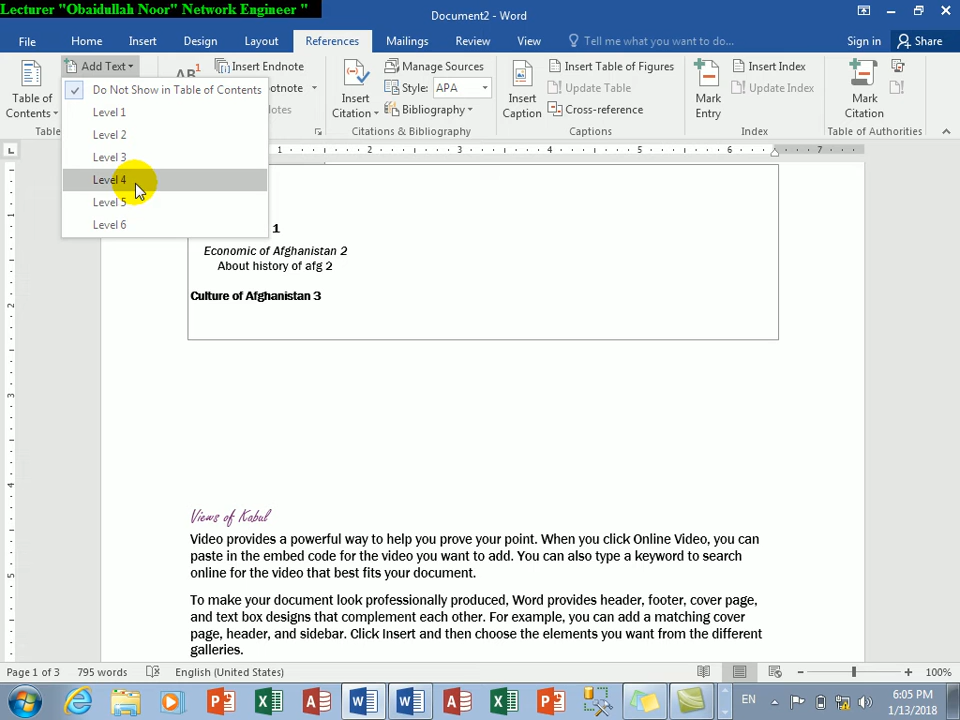 Lecturer "Obaidullah Noor" Network Engineer "
Document2 - Word
File Home Insert Design Layout References Mailings Review View Tell me what you want to do... Sign in Share
Table of Contents
Add Text
Do Not Show in Table of Contents
Level 1
Level 2
Level 3
Level 4
Level 5
Level 6
AB1
Insert Endnote
Insert Citation
Manage Sources
Style: APA
Bibliography
Citations & Bibliography
Insert Caption
Insert Table of Figures
Update Table
Cross-reference
Captions
Mark Entry
Insert Index
Update Index
Index
Mark Citation
Table of Authorities
1 2 3 4 5 6 7
1
Economic of Afghanistan 2
About history of afg 2
Culture of Afghanistan 3
Views of Kabul
Video provides a powerful way to help you prove your point. When you click Online Video, you can
paste in the embed code for the video you want to add. You can also type a keyword to search
online for the video that best fits your document.
To make your document look professionally produced, Word provides header, footer, cover page,
and text box designs that complement each other. For example, you can add a matching cover
page, header, and sidebar. Click Insert and then choose the elements you want from the different
galleries.
Page 1 of 3 795 words English (United States) 100%
EN
6:05 PM
1/13/2018